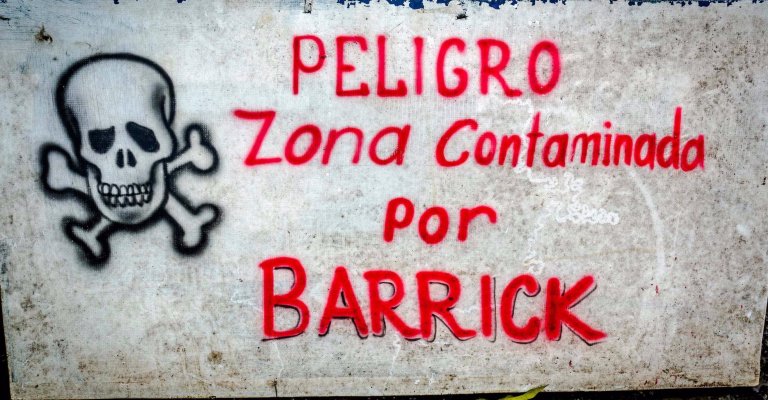 PELIGRO
Zona Contaminada
por
BARRICK